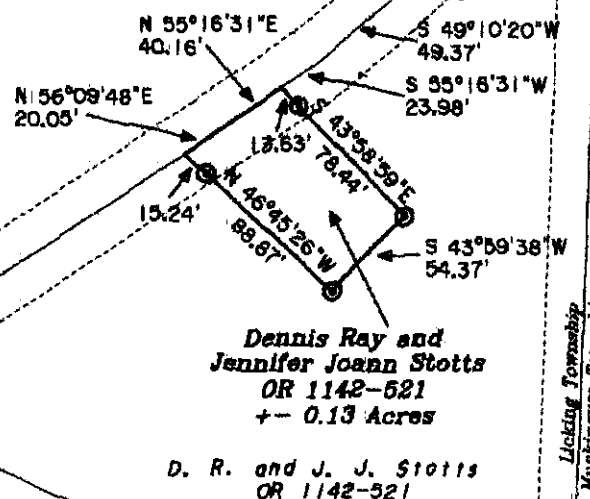 N 55°16'31"E
40.16'
S 49°10'20"W
49.37'
S 55°16'31"W
23.98'
N 56°09'48"E
20.05'
13.63'
S 43°58'59"E
78.44'
15.24'
N 46°45'26"W
88.87'
S 43°59'38"W
54.37'
Dennis Ray and
Jennifer Joann Stotts
OR 1142-521
+- 0.13 Acres
D. R. and J. J. Stotts
OR 1142-521
Licking Township